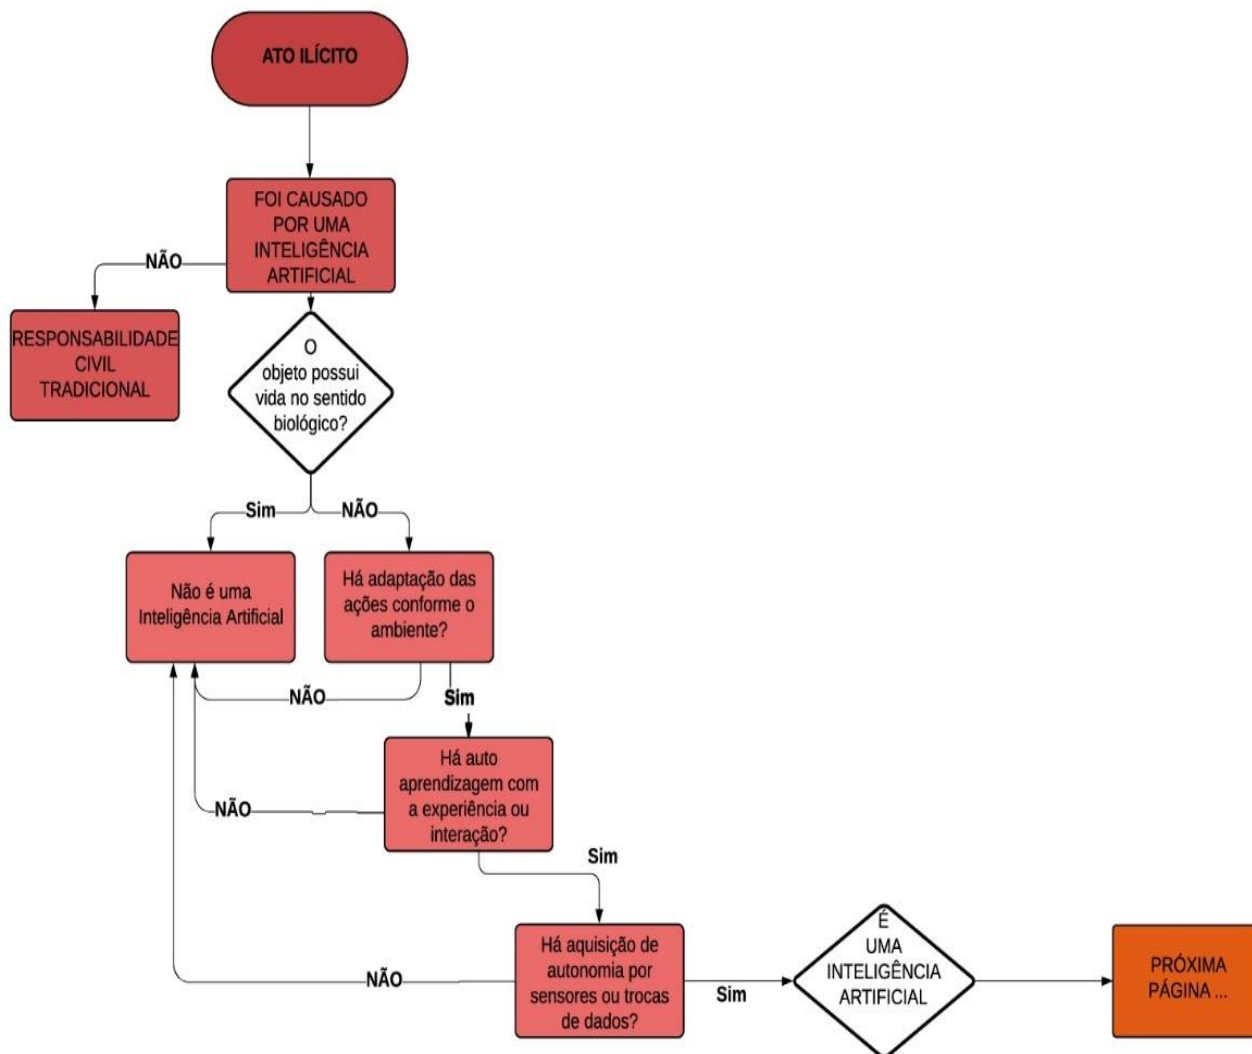 ATO ILÍCITO
FOI CAUSADO
POR UMA
INTELIGÊNCIA
ARTIFICIAL
NÃO
RESPONSABILIDADE
CIVIL
TRADICIONAL
O
objeto possui
vida no sentido
biológico?
Sim
NÃO
Não é uma
Inteligência Artificial
Há adaptação das
ações conforme o
ambiente?
NÃO
Sim
Há auto
aprendizagem com
a experiência ou
interação?
NÃO
Sim
Há aquisição de
autonomia por
sensores ou trocas
de dados?
NÃO
Sim
É
UMA
INTELIGÊNCIA
ARTIFICIAL
PRÓXIMA
PÁGINA ...